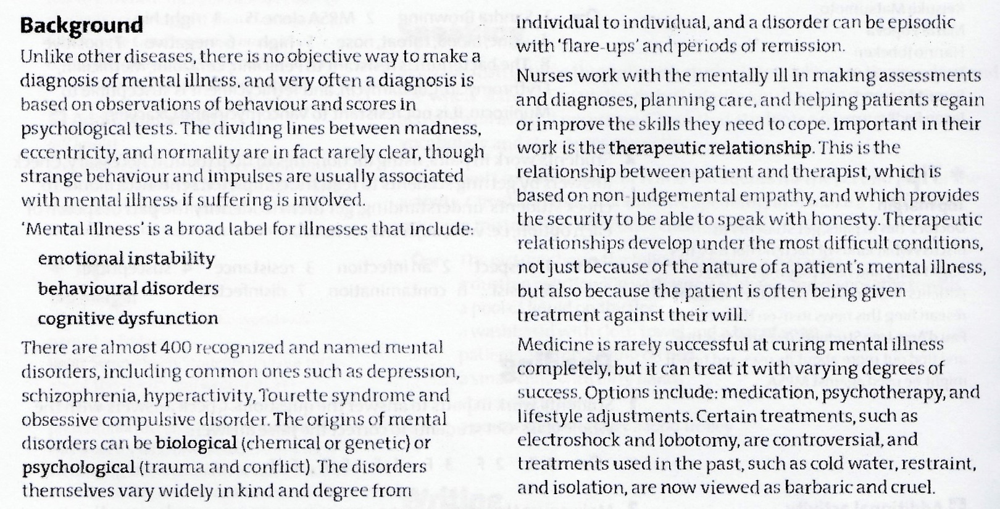 Background
Unlike other diseases, there is no objective way to make a
diagnosis of mental illness, and very often a diagnosis is
based on observations of behaviour and scores in
psychological tests. The dividing lines between madness,
eccentricity, and normality are in fact rarely clear, though
strange behaviour and impulses are usually associated
with mental illness if suffering is involved.
'Mental illness' is a broad label for illnesses that include:
emotional instability
behavioural disorders
cognitive dysfunction
There are almost 400 recognized and named mental
disorders, including common ones such as depression,
schizophrenia, hyperactivity, Tourette syndrome and
obsessive compulsive disorder. The origins of mental
disorders can be biological (chemical or genetic) or
psychological (trauma and conflict). The disorders
themselves vary widely in kind and degree from
individual to individual, and a disorder can be episodic
with 'flare-ups' and periods of remission.
Nurses work with the mentally ill in making assessments
and diagnoses, planning care, and helping patients regain
or improve the skills they need to cope. Important in their
work is the therapeutic relationship. This is the
relationship between patient and therapist, which is
based on non-judgemental empathy, and which provides
the security to be able to speak with honesty. Therapeutic
relationships develop under the most difficult conditions,
not just because of the nature of a patient's mental illness,
but also because the patient is often being given
treatment against their will.
Medicine is rarely successful at curing mental illness
completely, but it can treat it with varying degrees of
success. Options include: medication, psychotherapy, and
lifestyle adjustments. Certain treatments, such as
electroshock and lobotomy, are controversial, and
treatments used in the past, such as cold water, restraint,
and isolation, are now viewed as barbaric and cruel.